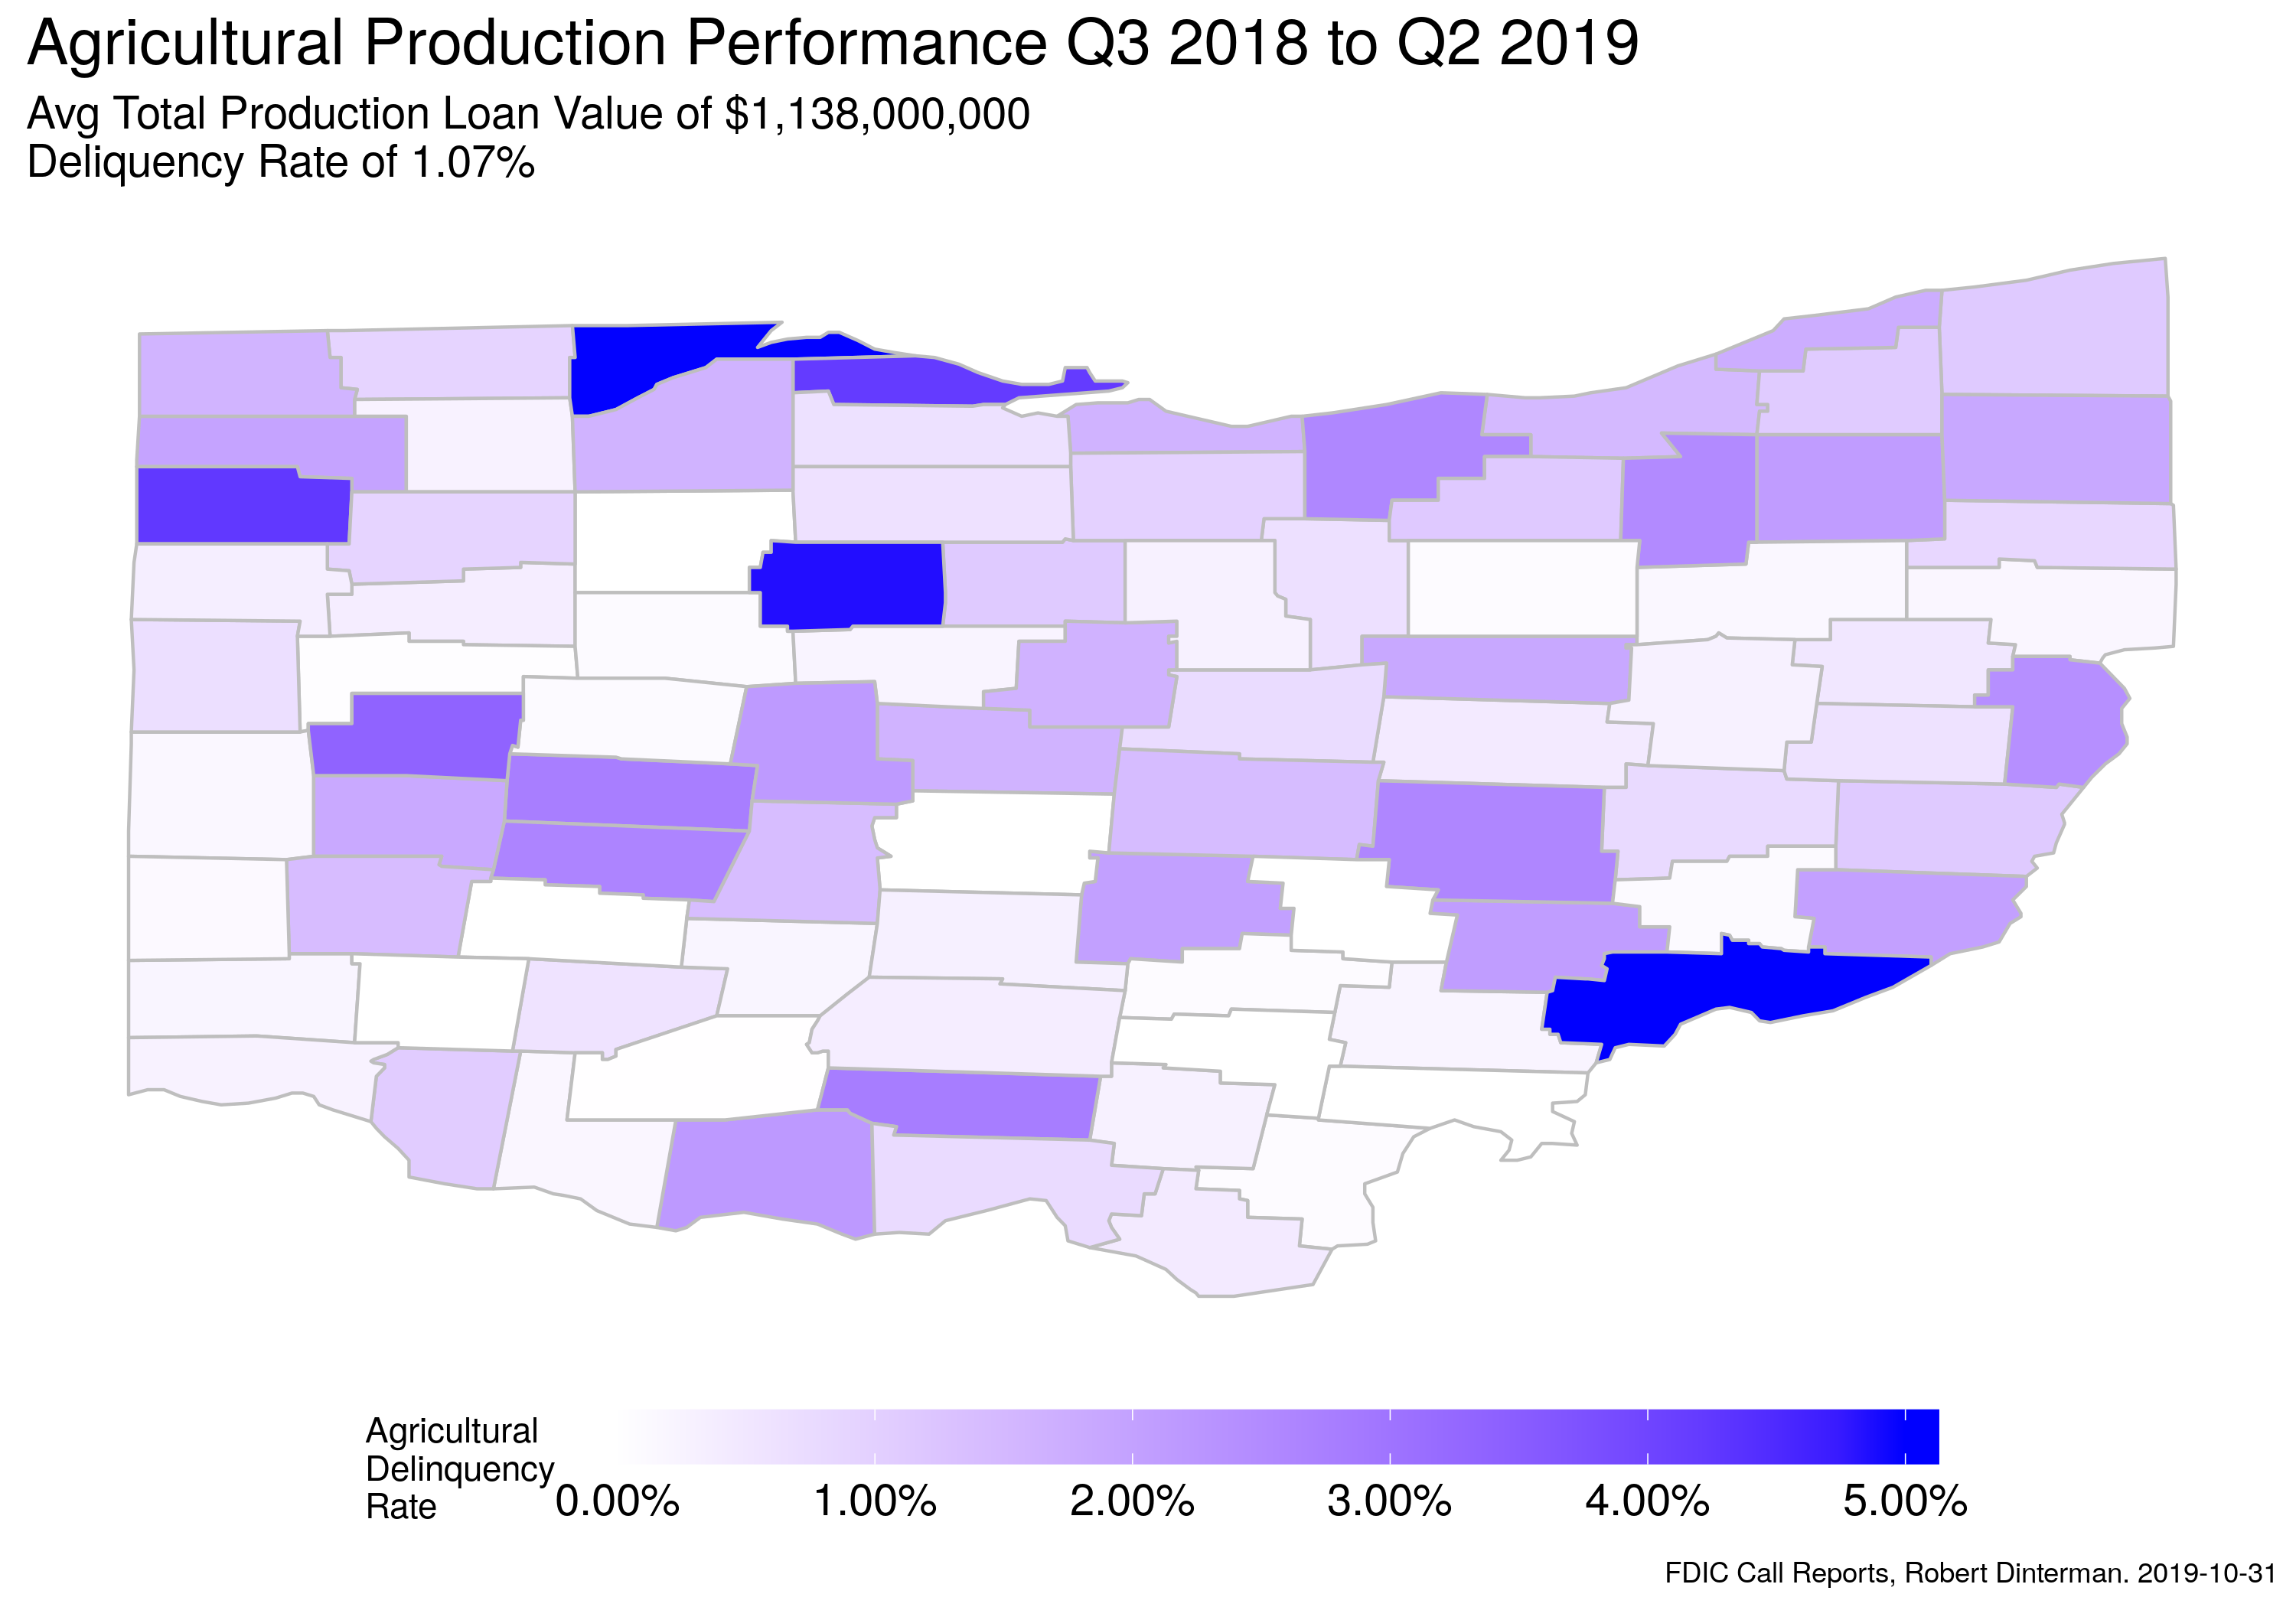 Agricultural Production Performance Q3 2018 to Q2 2019
Avg Total Production Loan Value of $1,138,000,000
Deliquency Rate of 1.07%
Agricultural
Delinquency
Rate
0.00% 1.00% 2.00% 3.00% 4.00% 5.00%
FDIC Call Reports, Robert Dinterman. 2019-10-31